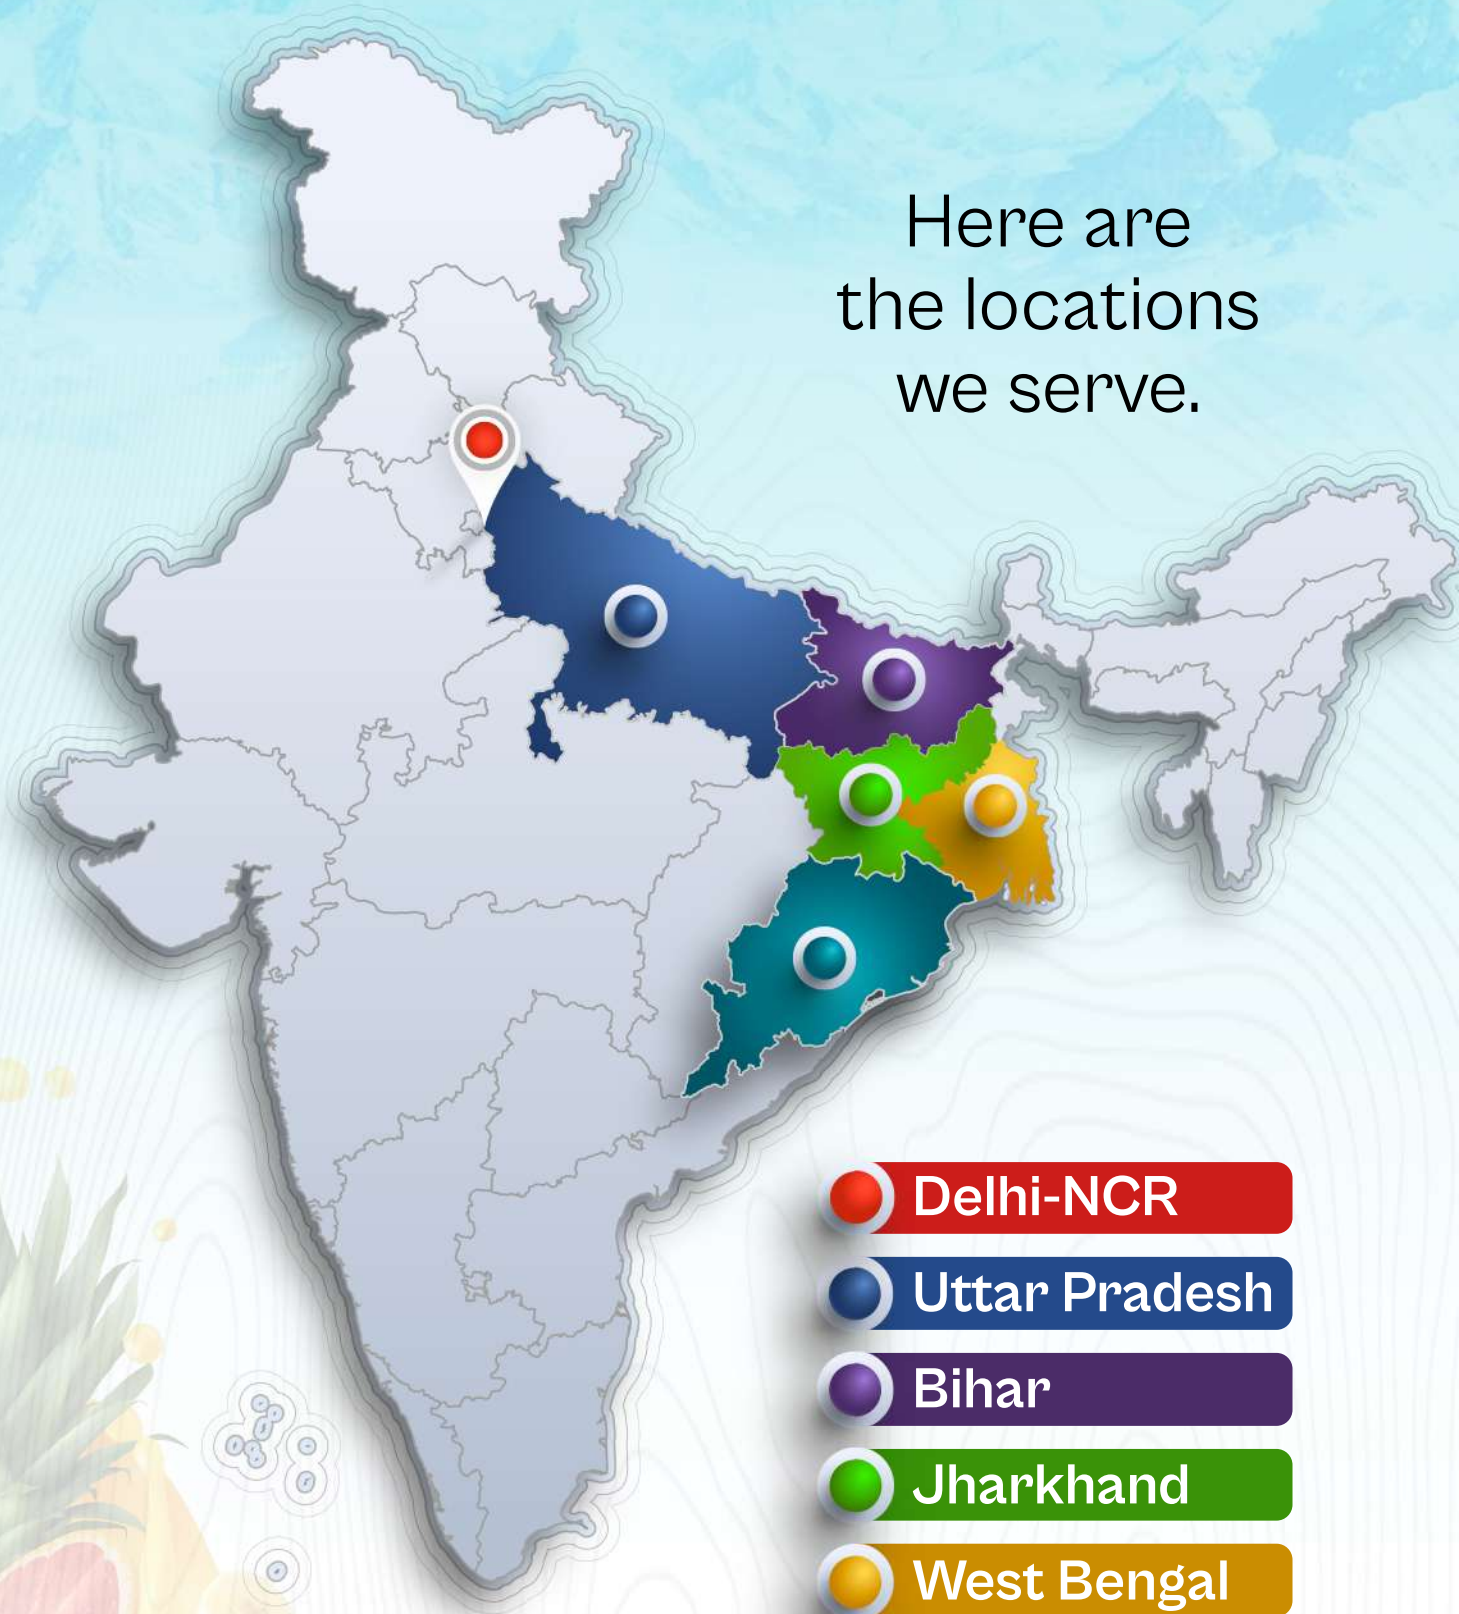 Here are
the locations
we serve.
Delhi-NCR
Uttar Pradesh
Bihar
Jharkhand
West Bengal